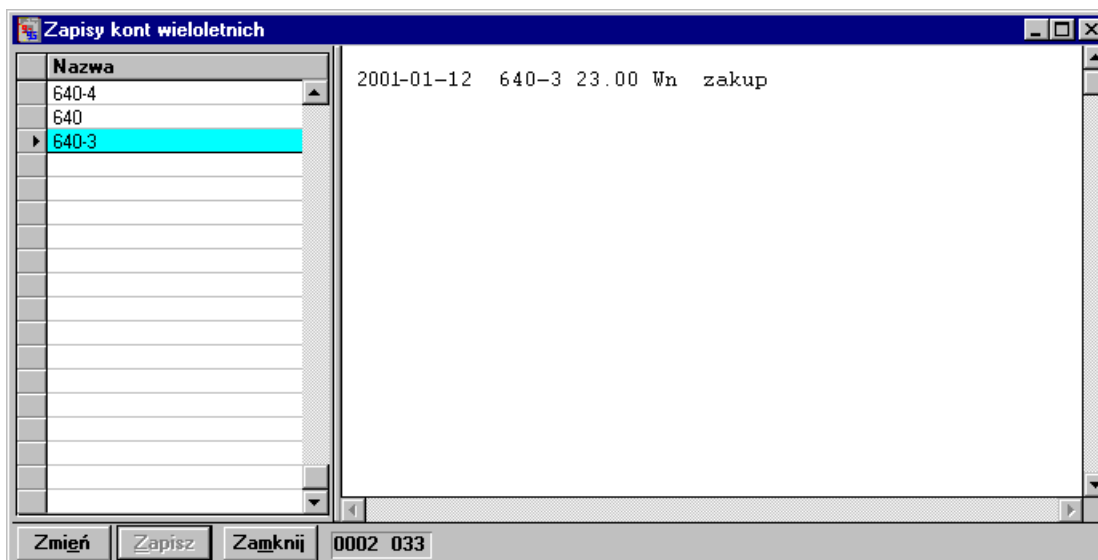 Zapisy kont wieloletnich
Nazwa
640-4
640
640-3
2001-01-12 640-3 23.00 Wn zakup
Zmień Zapisz Zamknij 0002 033